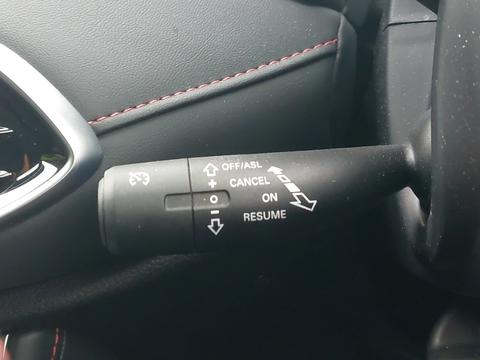 OFF/ASL
+ CANCEL
O ON
- RESUME